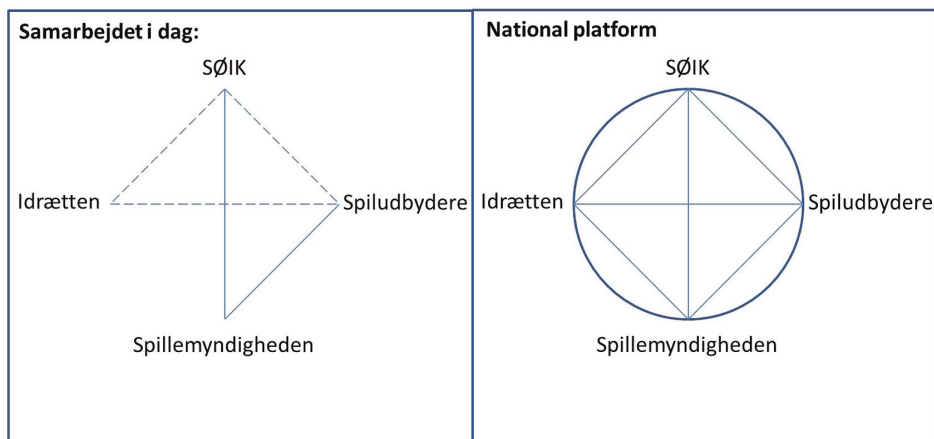 Samarbejdet i dag:
SØIK
Idrætten
Spiludbydere
Spillemyndigheden
National platform
SØIK
Idrætten
Spiludbydere
Spillemyndigheden